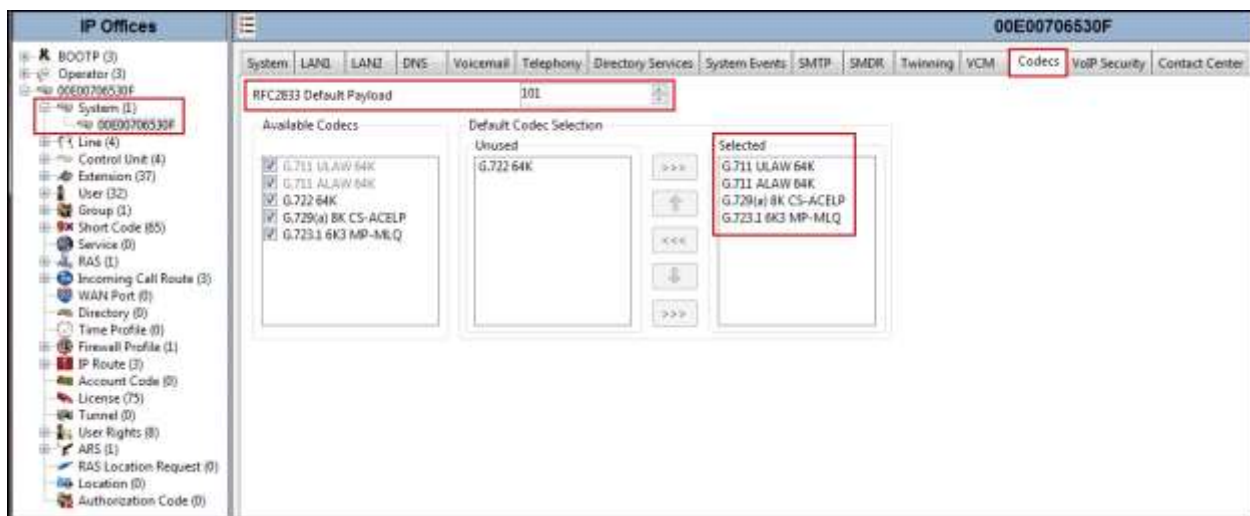 IP Offices
00E00706530F
BOOTP (3)
Operator (3)
00E00706530F
System (1)
00E00706530F
Line (4)
Control Unit (4)
Extension (37)
User (32)
Group (1)
Short Code (65)
Service (0)
RAS (1)
Incoming Call Route (3)
WAN Port (0)
Directory (0)
Time Profile (0)
Firewall Profile (1)
IP Route (3)
Account Code (0)
License (75)
Tunnel (0)
User Rights (8)
ARS (1)
RAS Location Request (0)
Location (0)
Authorization Code (0)
System LAN1 LAN2 DNS Voicemail Telephony Directory Services System Events SMTP SMDR Twinning VCM Codecs VoIP Security Contact Center
RFC2833 Default Payload 101
Available Codecs
G.711 ULAW 64K
G.711 ALAW 64K
G.722 64K
G.729(a) 8K CS-ACELP
G.723.1 6K3 MP-MLQ
Default Codec Selection
Unused
G.722 64K
>>>
<<<
>>>
Selected
G.711 ULAW 64K
G.711 ALAW 64K
G.729(a) 8K CS-ACELP
G.723.1 6K3 MP-MLQ